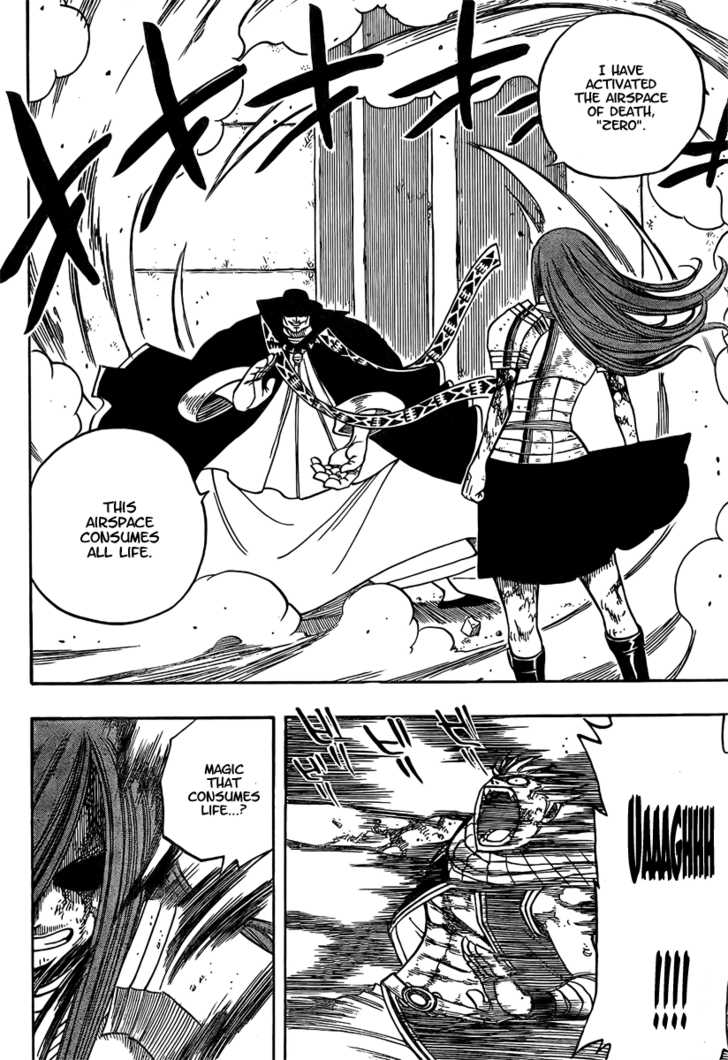 I HAVE
ACTIVATED
THE AIRSPACE
OF DEATH,
"ZERO".
THIS
AIRSPACE
CONSUMES
ALL LIFE.
UAAAGHHH
!!!!
MAGIC
THAT
CONSUMES
LIFE...?